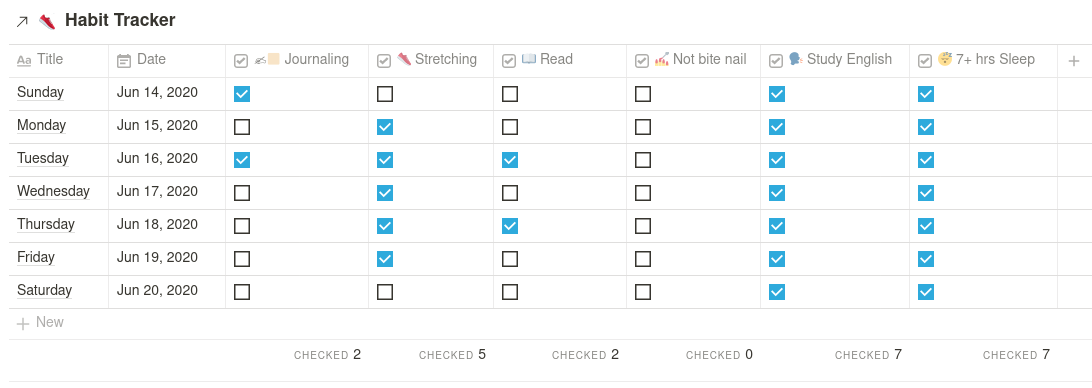 Habit Tracker
Aa Title Date Journaling Stretching Read Not bite nail Study English 7+ hrs Sleep
Sunday Jun 14, 2020
Monday Jun 15, 2020
Tuesday Jun 16, 2020
Wednesday Jun 17, 2020
Thursday Jun 18, 2020
Friday Jun 19, 2020
Saturday Jun 20, 2020
+ New
CHECKED 2 CHECKED 5 CHECKED 2 CHECKED 0 CHECKED 7 CHECKED 7